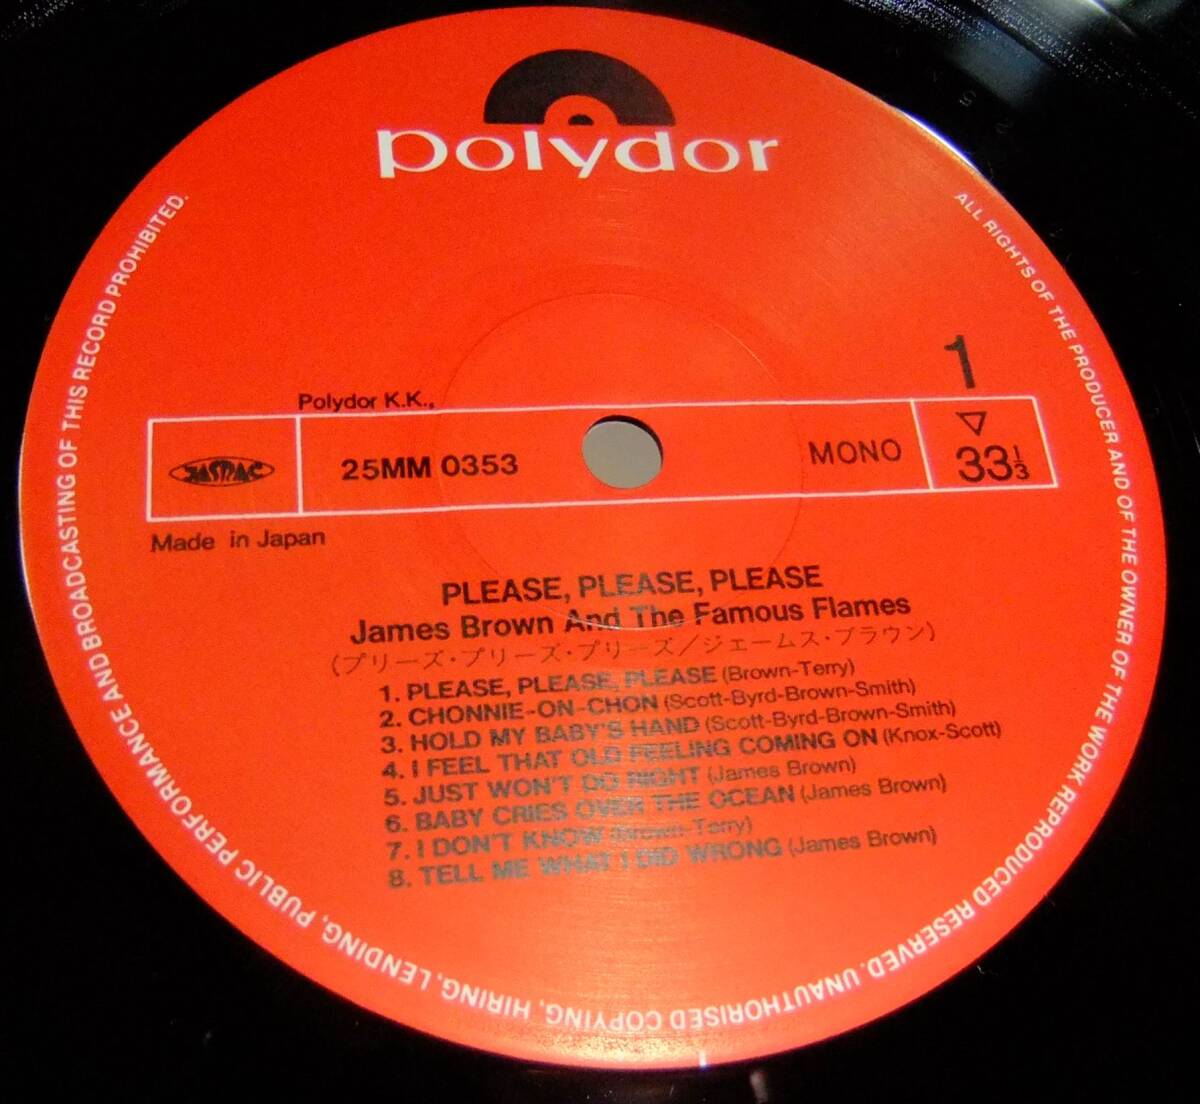 polydor
ALL RIGHTS OF THE PRODUCER AND OF THE OWNER OF THE WORK REPRODUCED RESERVED. UNAUTHORISED COPYING, HIRING, LENDING, PUBLIC PERFORMANCE AND BROADCASTING OF THIS RECORD PROHIBITED.
1
Polydor K.K.,
JASRAC
25MM 0353
MONO
33⅓
Made in Japan
PLEASE, PLEASE, PLEASE
James Brown And The Famous Flames
(プリーズ・プリーズ・プリーズ／ジェームス・ブラウン)
1. PLEASE, PLEASE, PLEASE (Brown-Terry)
2. CHONNIE-ON-CHON (Scott-Byrd-Brown-Smith)
3. HOLD MY BABY'S HAND (Scott-Byrd-Brown-Smith)
4. I FEEL THAT OLD FEELING COMING ON (Knox-Scott)
5. JUST WON'T DO RIGHT (James Brown)
6. BABY CRIES OVER THE OCEAN (James Brown)
7. I DON'T KNOW (Brown-Terry)
8. TELL ME WHAT I DID WRONG (James Brown)